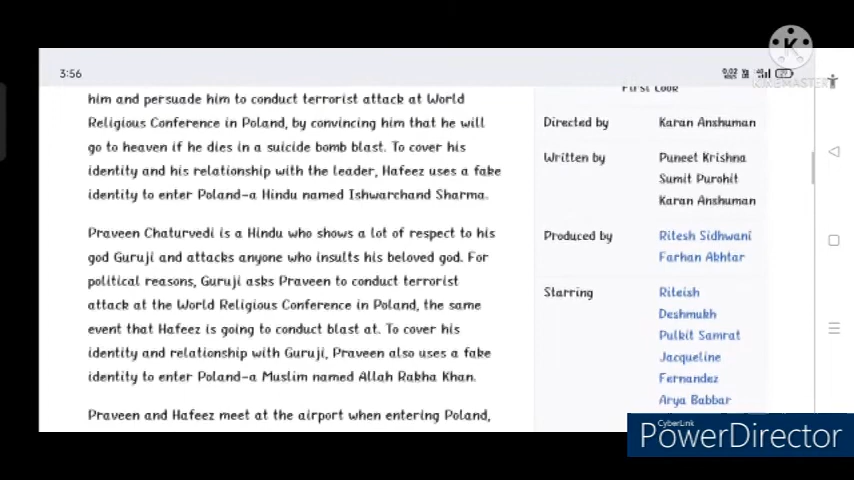 3:56
him and persuade him to conduct terrorist attack at World
Religious Conference in Poland, by convincing him that he will
go to heaven if he dies in a suicide bomb blast. To cover his
identity and his relationship with the leader, Hafeez uses a fake
identity to enter Poland-a Hindu named Ishwarchand Sharma.
Praveen Chaturvedi is a Hindu who shows a lot of respect to his
god Guruji and attacks anyone who insults his beloved god. For
political reasons, Guruji asks Praveen to conduct terrorist
attack at the World Religious Conference in Poland, the same
event that Hafeez is going to conduct blast at. To cover his
identity and relationship with Guruji, Praveen also uses a fake
identity to enter Poland-a Muslim named Allah Rakha Khan.
Praveen and Hafeez meet at the airport when entering Poland,
First Look
Directed by Karan Anshuman
Written by Puneet Krishna
Sumit Purohit
Karan Anshuman
Produced by Ritesh Sidhwani
Farhan Akhtar
Starring Riteish
Deshmukh
Pulkit Samrat
Jacqueline
Fernandez
Arya Babbar
K
KINEMASTER
CyberLink
PowerDirector